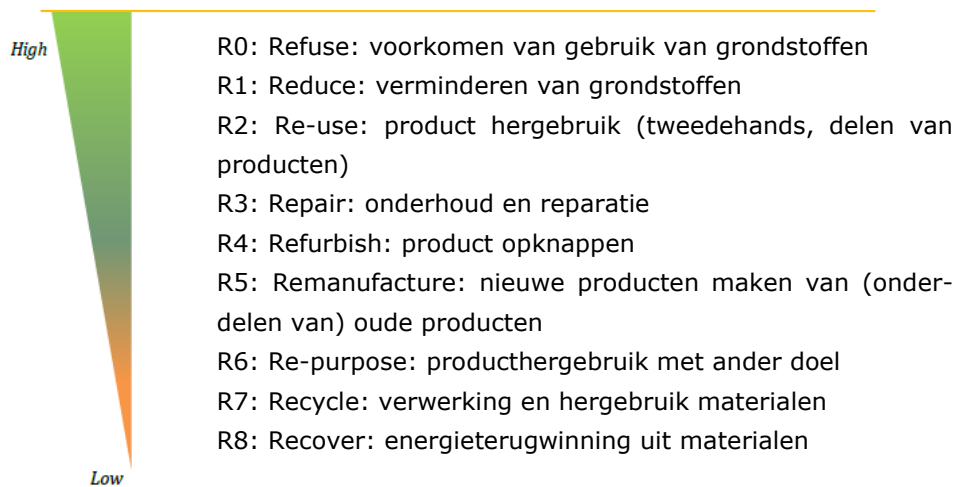 High
R0: Refuse: voorkomen van gebruik van grondstoffen
R1: Reduce: verminderen van grondstoffen
R2: Re-use: product hergebruik (tweedehands, delen van
producten)
R3: Repair: onderhoud en reparatie
R4: Refurbish: product opknappen
R5: Remanufacture: nieuwe producten maken van (onder-
delen van) oude producten
R6: Re-purpose: producthergebruik met ander doel
R7: Recycle: verwerking en hergebruik materialen
R8: Recover: energieterugwinning uit materialen
Low